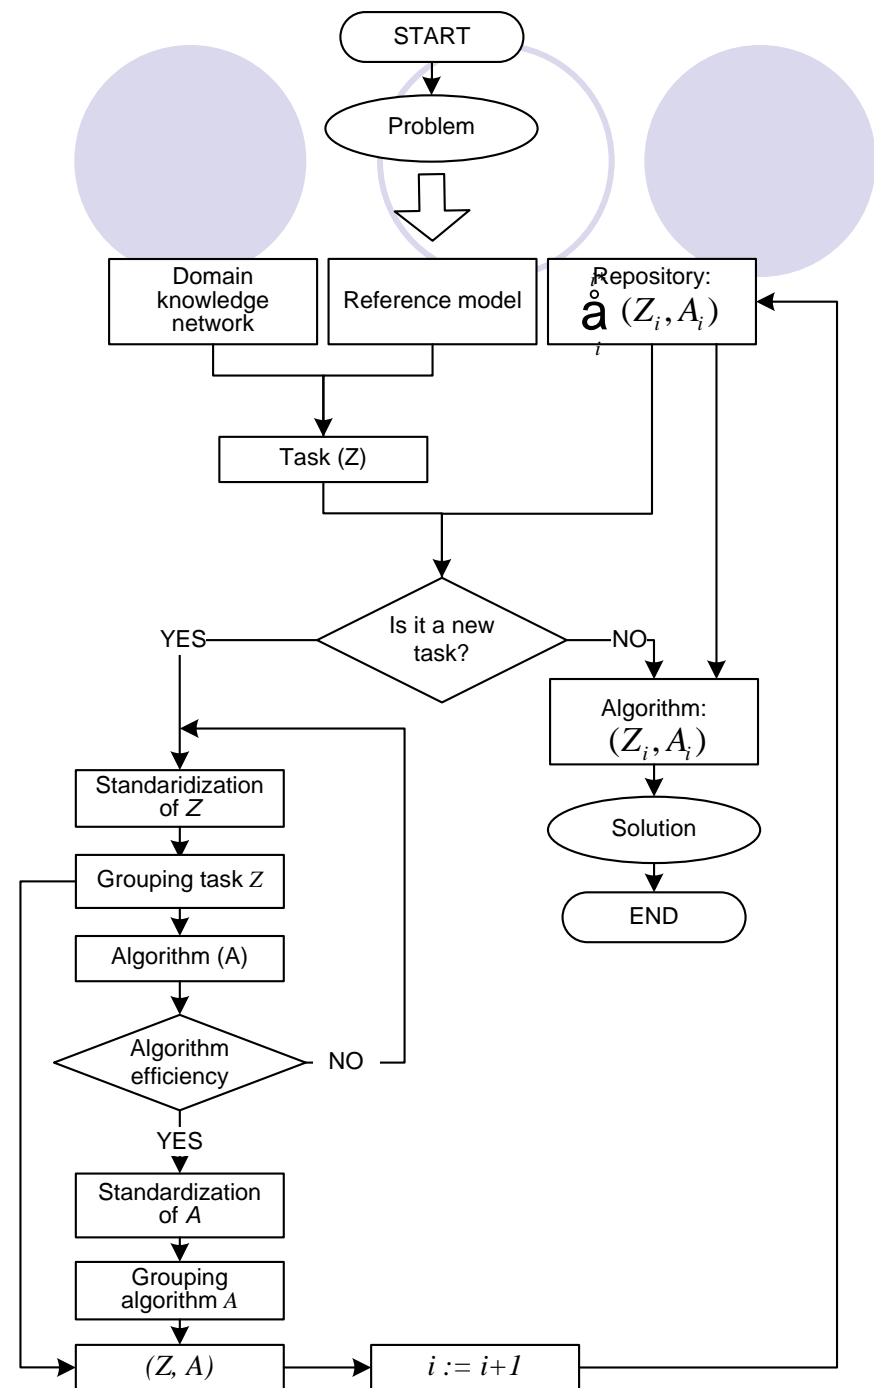 START
Problem
Domain
knowledge
network
Reference model
Repository:
i*
å (Z_i, A_i)
i
Task (Z)
Is it a new
task?
YES
NO
Algorithm:
(Z_i, A_i)
Solution
END
Standaridization
of Z
Grouping task Z
Algorithm (A)
Algorithm
efficiency
NO
YES
Standardization
of A
Grouping
algorithm A
(Z, A)
i := i+1